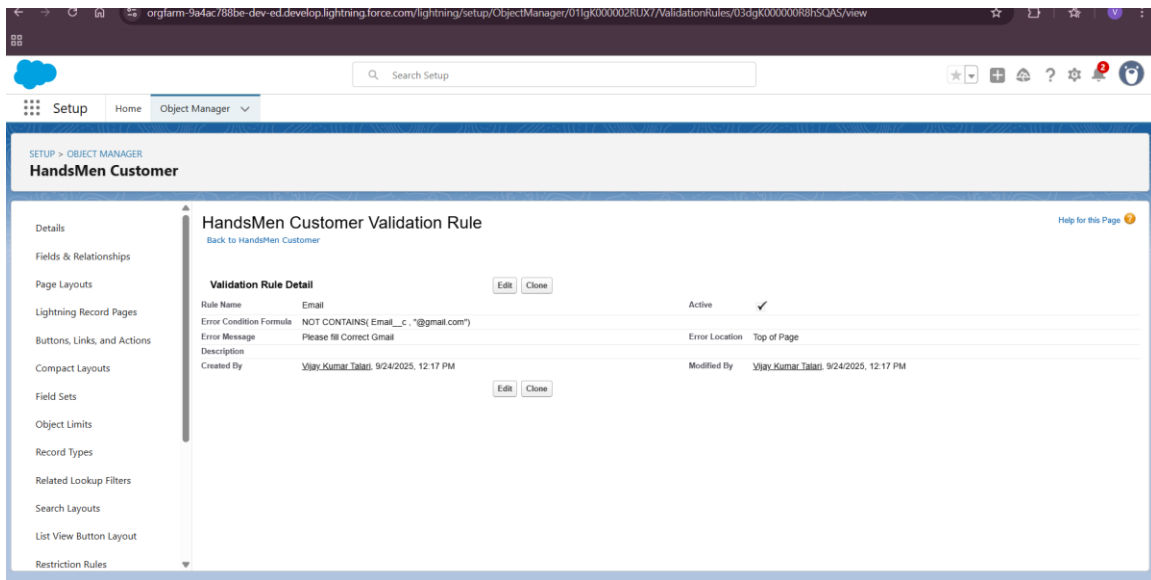 orgfarm-9a4ac788be-dev-ed.develop.lightning.force.com/lightning/setup/ObjectManager/01IgK000002RUX7/ValidationRules/03dgK000000R8hSQAS/view
V
Search Setup
2
Setup Home Object Manager
SETUP > OBJECT MANAGER
HandsMen Customer
Details
Fields & Relationships
Page Layouts
Lightning Record Pages
Buttons, Links, and Actions
Compact Layouts
Field Sets
Object Limits
Record Types
Related Lookup Filters
Search Layouts
List View Button Layout
Restriction Rules
HandsMen Customer Validation Rule
Help for this Page ?
Back to HandsMen Customer
Validation Rule Detail Edit Clone
Rule Name Email Active ✓
Error Condition Formula NOT CONTAINS( Email__c , "@gmail.com")
Error Message Please fill Correct Gmail Error Location Top of Page
Description
Created By Vijay Kumar Talari, 9/24/2025, 12:17 PM Modified By Vijay Kumar Talari, 9/24/2025, 12:17 PM
Edit Clone